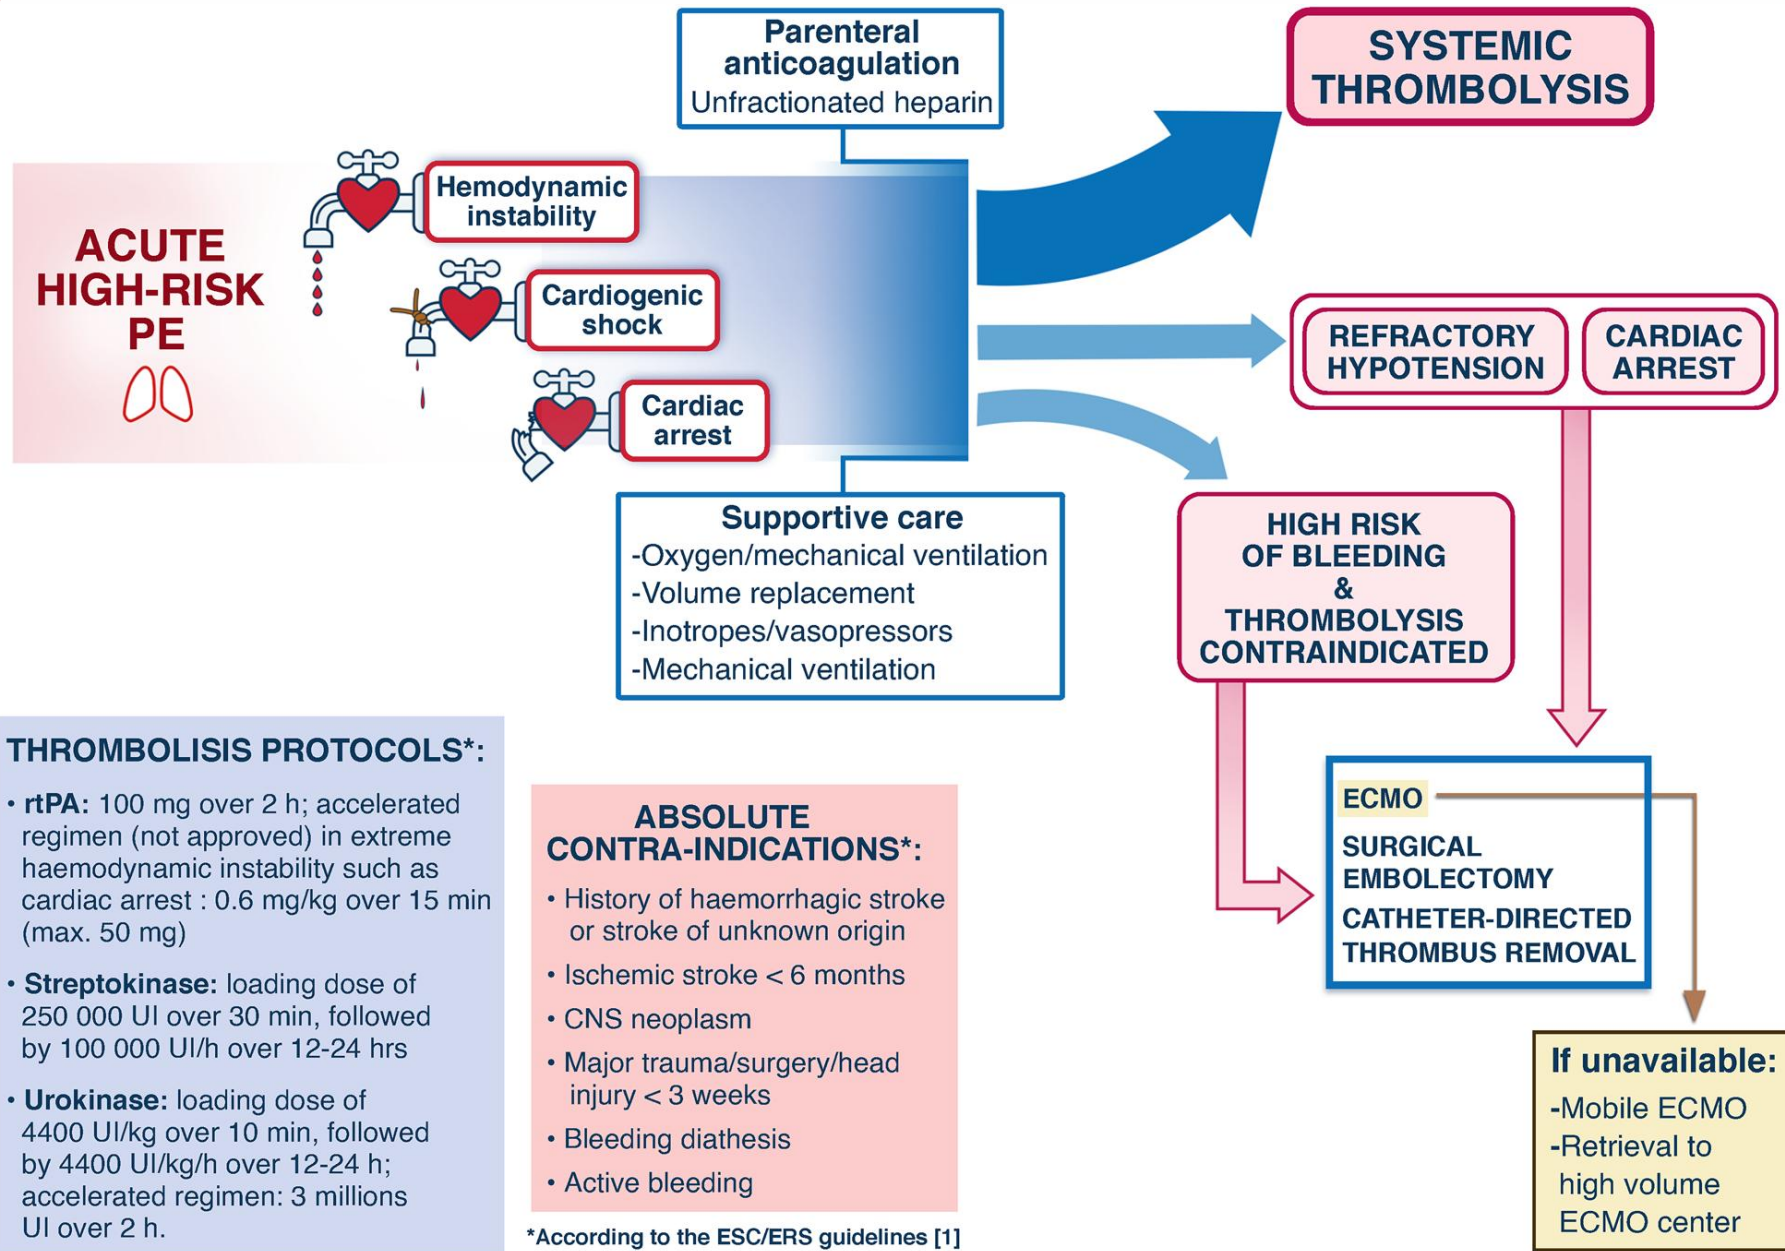 Parenteral
anticoagulation
Unfractionated heparin
SYSTEMIC
THROMBOLYSIS
ACUTE
HIGH-RISK
PE
Hemodynamic
instability
Cardiogenic
shock
Cardiac
arrest
REFRACTORY
HYPOTENSION
CARDIAC
ARREST
Supportive care
-Oxygen/mechanical ventilation
-Volume replacement
-Inotropes/vasopressors
-Mechanical ventilation
HIGH RISK
OF BLEEDING
&
THROMBOLYSIS
CONTRAINDICATED
THROMBOLISIS PROTOCOLS*:
• rtPA: 100 mg over 2 h; accelerated
regimen (not approved) in extreme
haemodynamic instability such as
cardiac arrest : 0.6 mg/kg over 15 min
(max. 50 mg)
• Streptokinase: loading dose of
250 000 UI over 30 min, followed
by 100 000 UI/h over 12-24 hrs
• Urokinase: loading dose of
4400 UI/kg over 10 min, followed
by 4400 UI/kg/h over 12-24 h;
accelerated regimen: 3 millions
UI over 2 h.
ABSOLUTE
CONTRA-INDICATIONS*:
• History of haemorrhagic stroke
or stroke of unknown origin
• Ischemic stroke < 6 months
• CNS neoplasm
• Major trauma/surgery/head
injury < 3 weeks
• Bleeding diathesis
• Active bleeding
*According to the ESC/ERS guidelines [1]
ECMO
SURGICAL
EMBOLECTOMY
CATHETER-DIRECTED
THROMBUS REMOVAL
If unavailable:
-Mobile ECMO
-Retrieval to
high volume
ECMO center